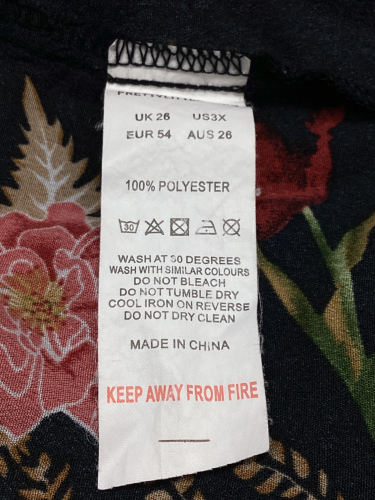 UK 26 US3X
EUR 54 AUS 26
100% POLYESTER
30
WASH AT 30 DEGREES
WASH WITH SIMILAR COLOURS
DO NOT BLEACH
DO NOT TUMBLE DRY
COOL IRON ON REVERSE
DO NOT DRY CLEAN
MADE IN CHINA
KEEP AWAY FROM FIRE